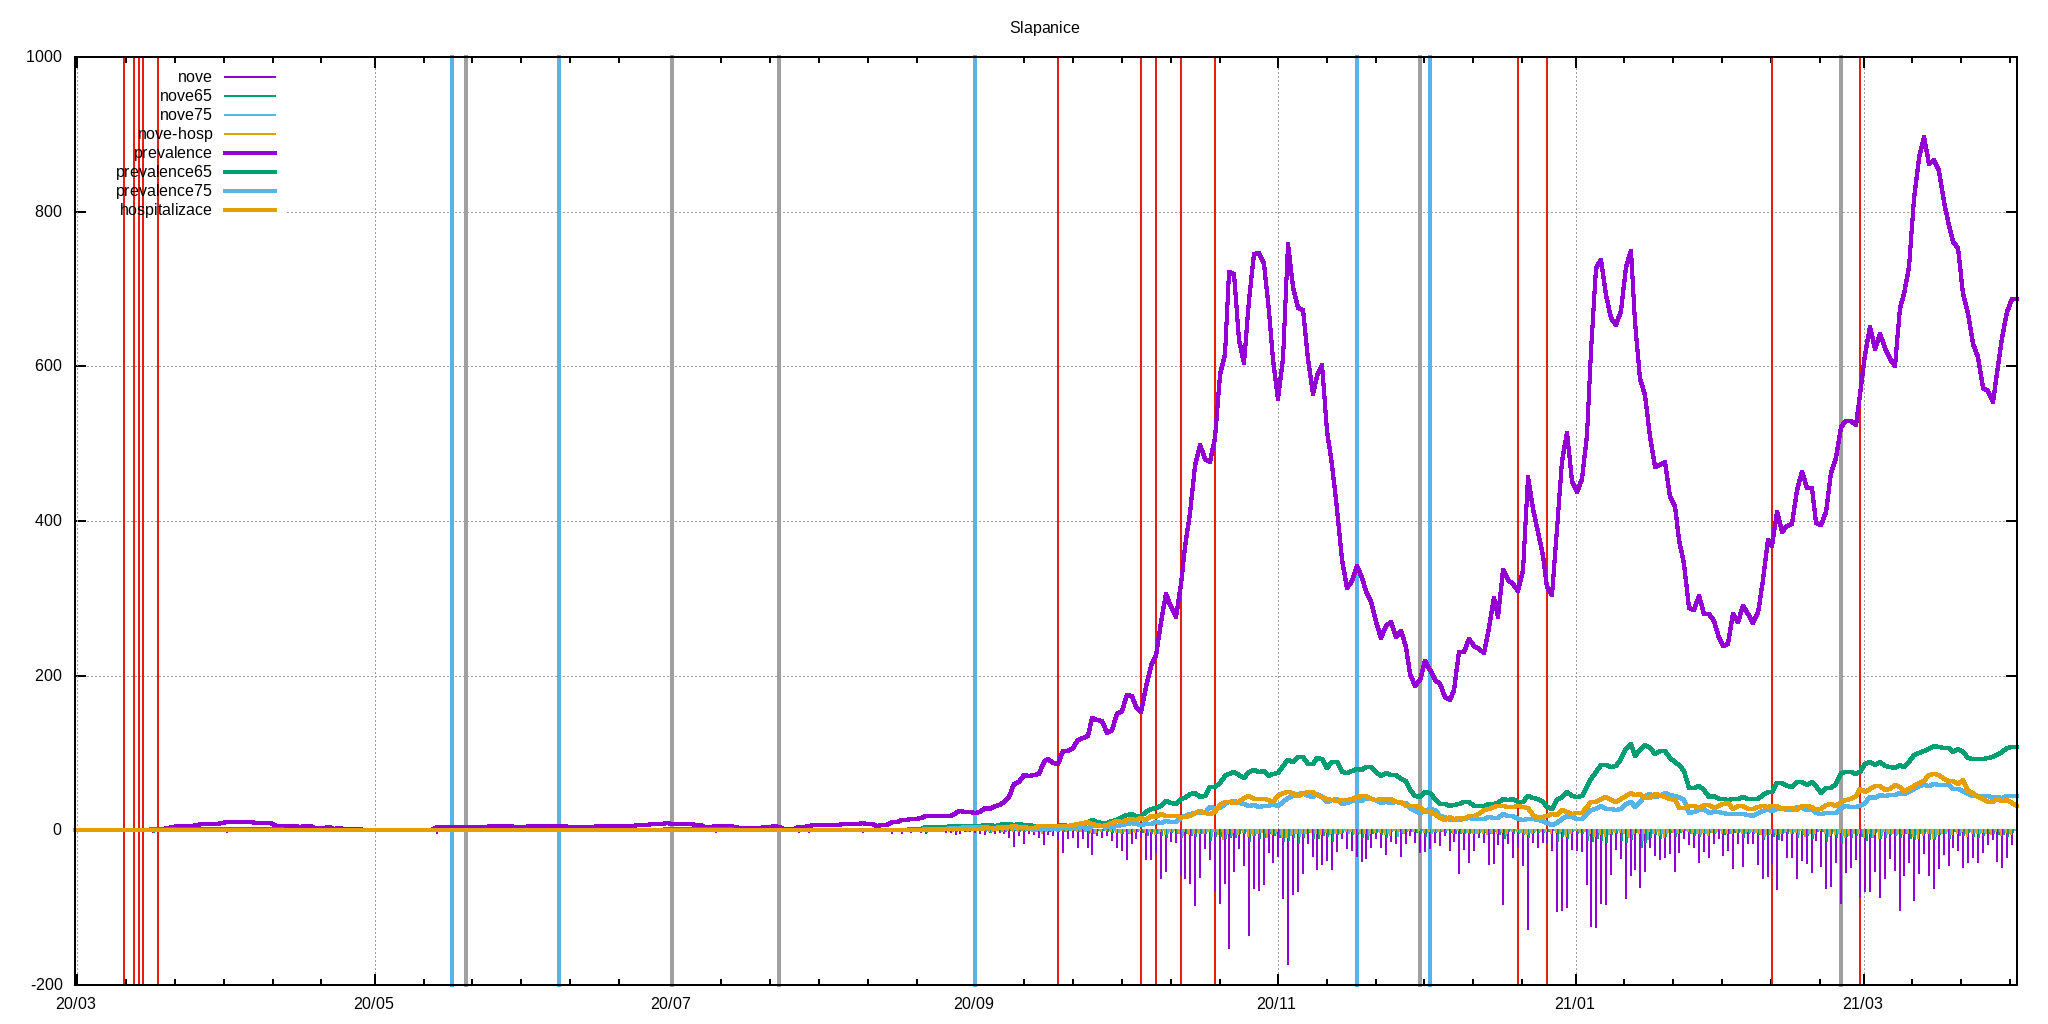 Slapanice
1000
800
600
400
200
0
-200
nove
nove65
nove75
nove-hosp
prevalence
prevalence65
prevalence75
hospitalizace
20/03 20/05 20/07 20/09 20/11 21/01 21/03